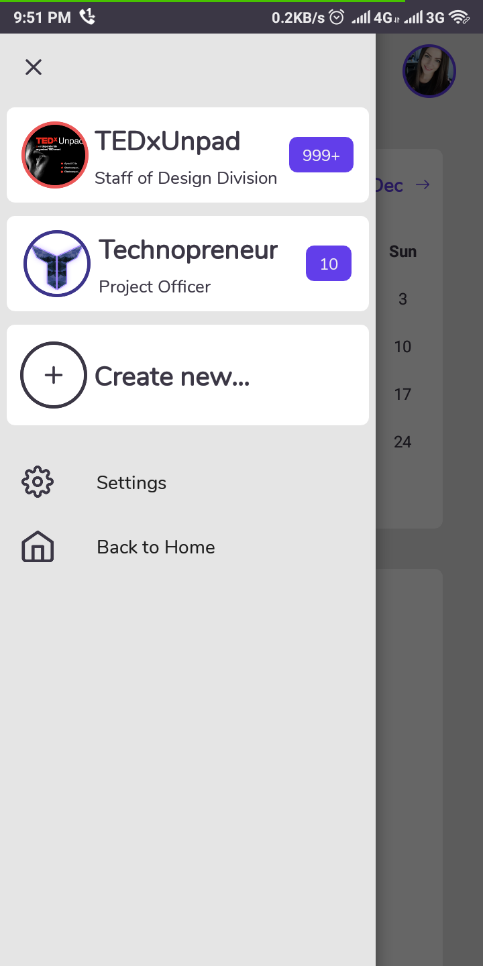 9:51 PM
0.2KB/s 4G 3G
TEDxUnpad
TEDxUnpad
Staff of Design Division
999+
Technopreneur
Project Officer
10
Create new...
Settings
Back to Home
Dec
Sun
3
10
17
24